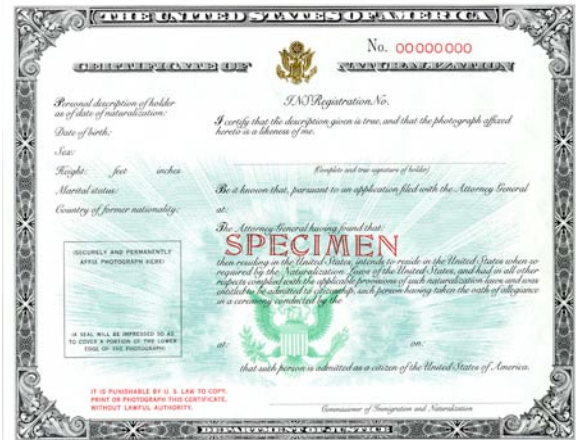 THE UNITED STATES OF AMERICA
No. 00000000
CERTIFICATE OF NATURALIZATION
Personal description of holder
as of date of naturalization:
Date of birth:
Sex:
Height: feet inches
Marital status:
Country of former nationality:
INS Registration No.
I certify that the description given is true, and that the photograph affixed
hereto is a likeness of me.
(Complete and true signature of holder)
Be it known that, pursuant to an application filed with the Attorney General
at:
The Attorney General having found that:
SPECIMEN
then residing in the United States, intends to reside in the United States when so
required by the Naturalization Laws of the United States, and had in all other
respects complied with the applicable provisions of such naturalization laws and was
entitled to be admitted to citizenship, such person having taken the oath of allegiance
in a ceremony conducted by the
at: on:
that such person is admitted as a citizen of the United States of America.
(SECURELY AND PERMANENTLY
AFFIX PHOTOGRAPH HERE)
(A SEAL WILL BE IMPRESSED SO AS
TO COVER A PORTION OF THE LOWER
EDGE OF THE PHOTOGRAPH)
IT IS PUNISHABLE BY U. S. LAW TO COPY,
PRINT OR PHOTOGRAPH THIS CERTIFICATE,
WITHOUT LAWFUL AUTHORITY.
Commissioner of Immigration and Naturalization
DEPARTMENT OF JUSTICE